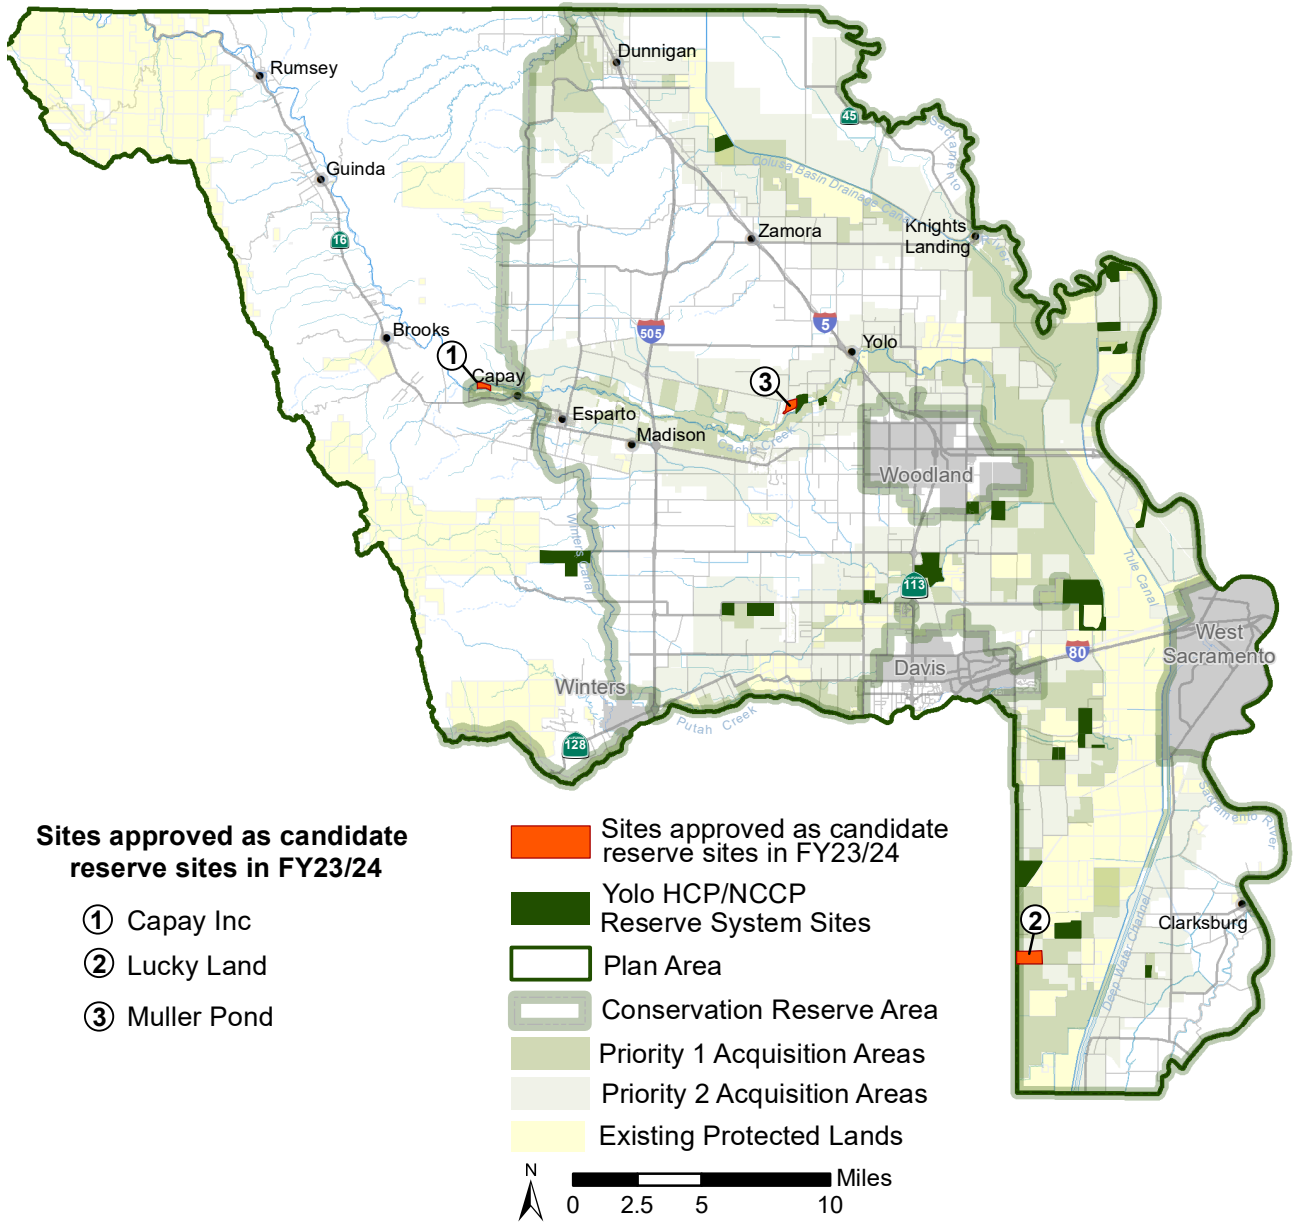 Dunnigan
Rumsey
45
Sacramento
River
Guinda
Colusa Basin Drainage Canal
16
Zamora
Knights
Landing
505
5
Brooks
Yolo
1
Capay
3
Esparto
Madison
Cache Creek
Woodland
Winters Canal
Tule Canal
113
West
Sacramento
80
Davis
Winters
Putah Creek
128
Sacramento River
Sites approved as candidate
reserve sites in FY23/24
1 Capay Inc
2 Lucky Land
3 Muller Pond
Sites approved as candidate
reserve sites in FY23/24
Yolo HCP/NCCP
Reserve System Sites
Plan Area
Conservation Reserve Area
Priority 1 Acquisition Areas
Priority 2 Acquisition Areas
Existing Protected Lands
2
Clarksburg
Deep Water Channel
N
Miles
0 2.5 5 10